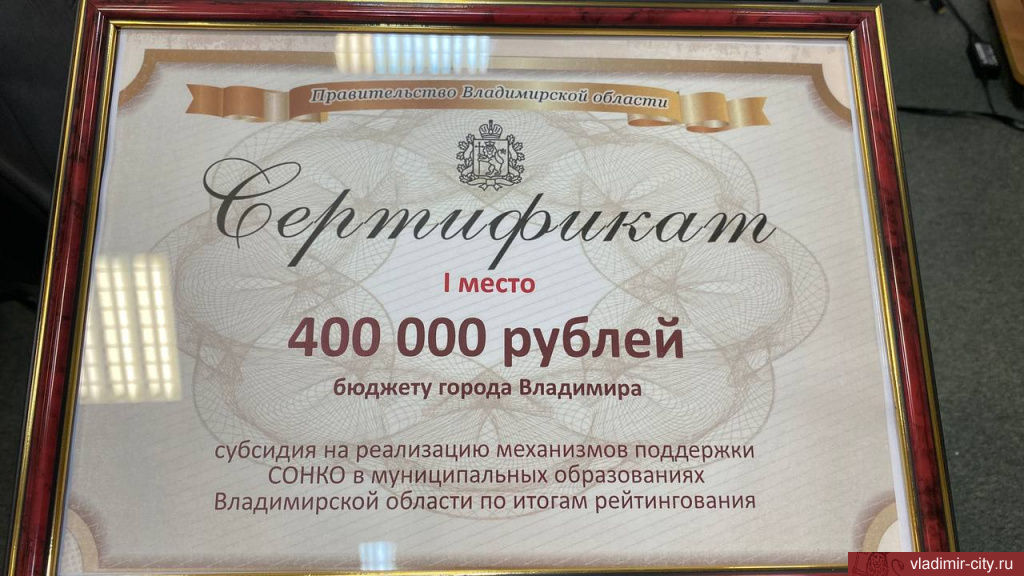 Правительство Владимирской области
Сертификат
I место
400 000 рублей
бюджету города Владимира
субсидия на реализацию механизмов поддержки
СОНКО в муниципальных образованиях
Владимирской области по итогам рейтингования
vladimir-city.ru